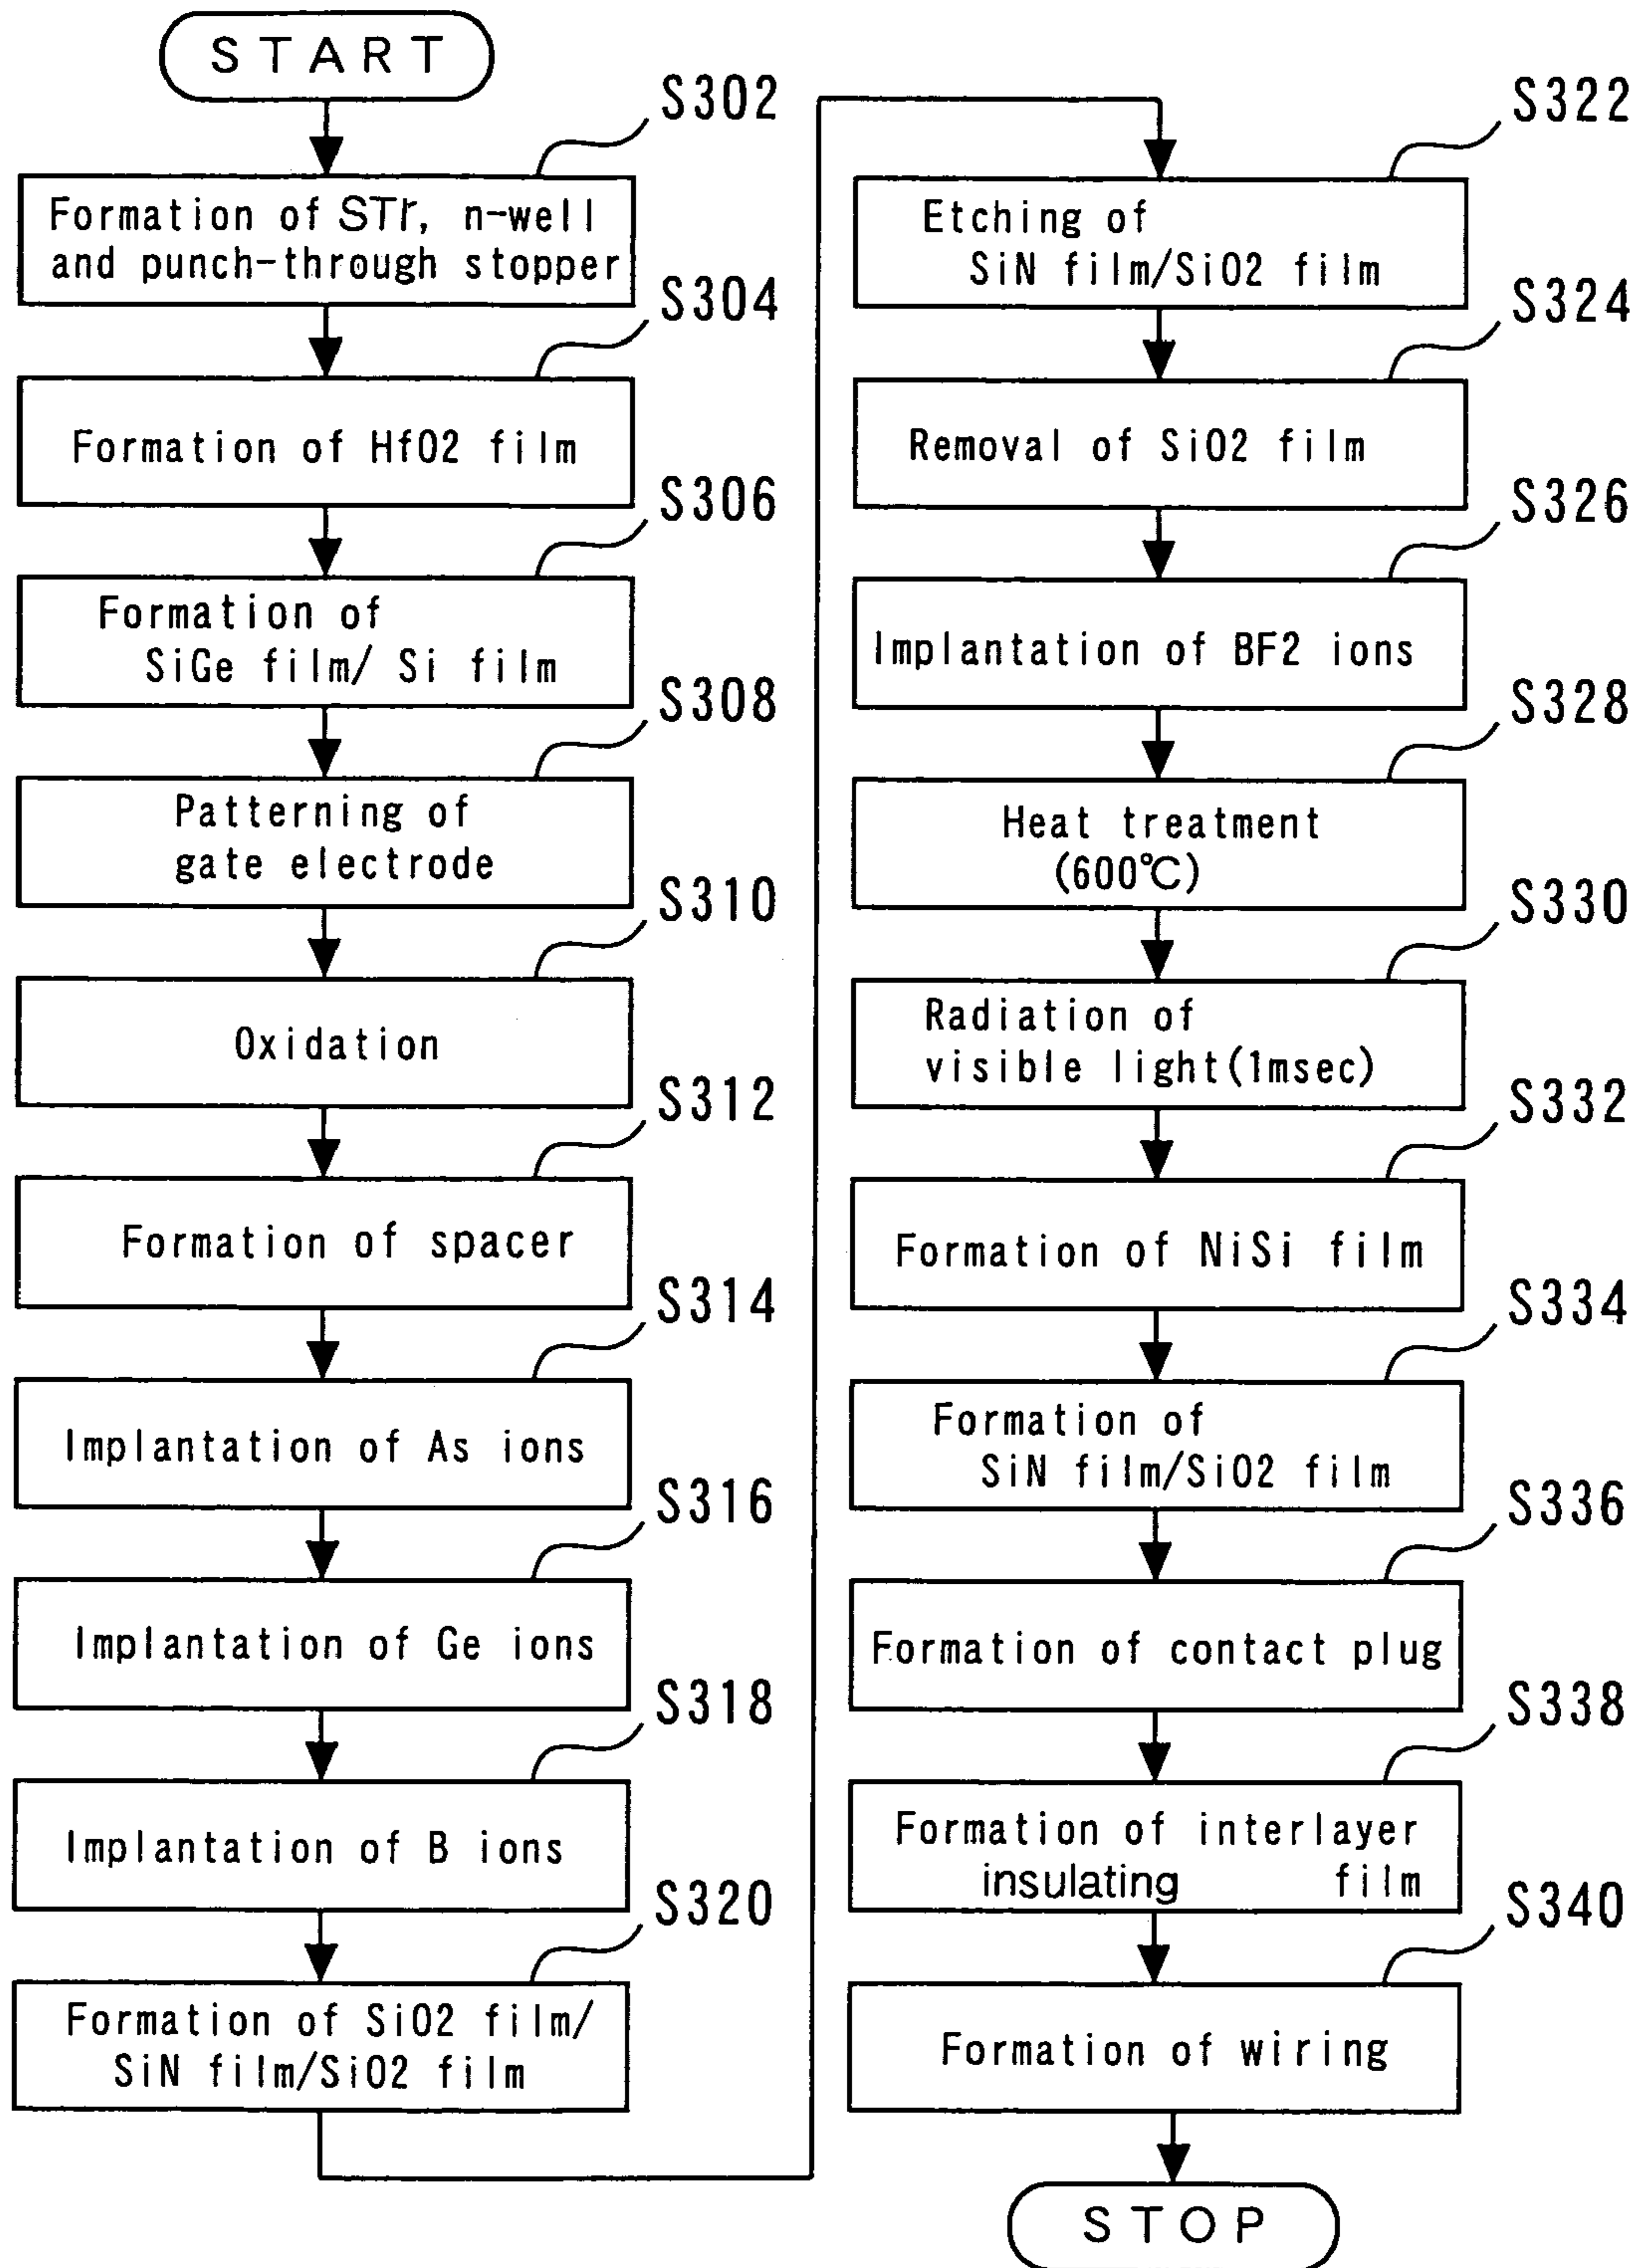 START
S302
Formation of STI, n-well
and punch-through stopper
S304
Formation of HfO2 film
S306
Formation of
SiGe film/ Si film
S308
Patterning of
gate electrode
S310
Oxidation
S312
Formation of spacer
S314
Implantation of As ions
S316
Implantation of Ge ions
S318
Implantation of B ions
S320
Formation of SiO2 film/
SiN film/SiO2 film
S322
Etching of
SiN film/SiO2 film
S324
Removal of SiO2 film
S326
Implantation of BF2 ions
S328
Heat treatment
(600℃)
S330
Radiation of
visible light(1msec)
S332
Formation of NiSi film
S334
Formation of
SiN film/SiO2 film
S336
Formation of contact plug
S338
Formation of interlayer
insulating film
S340
Formation of wiring
STOP